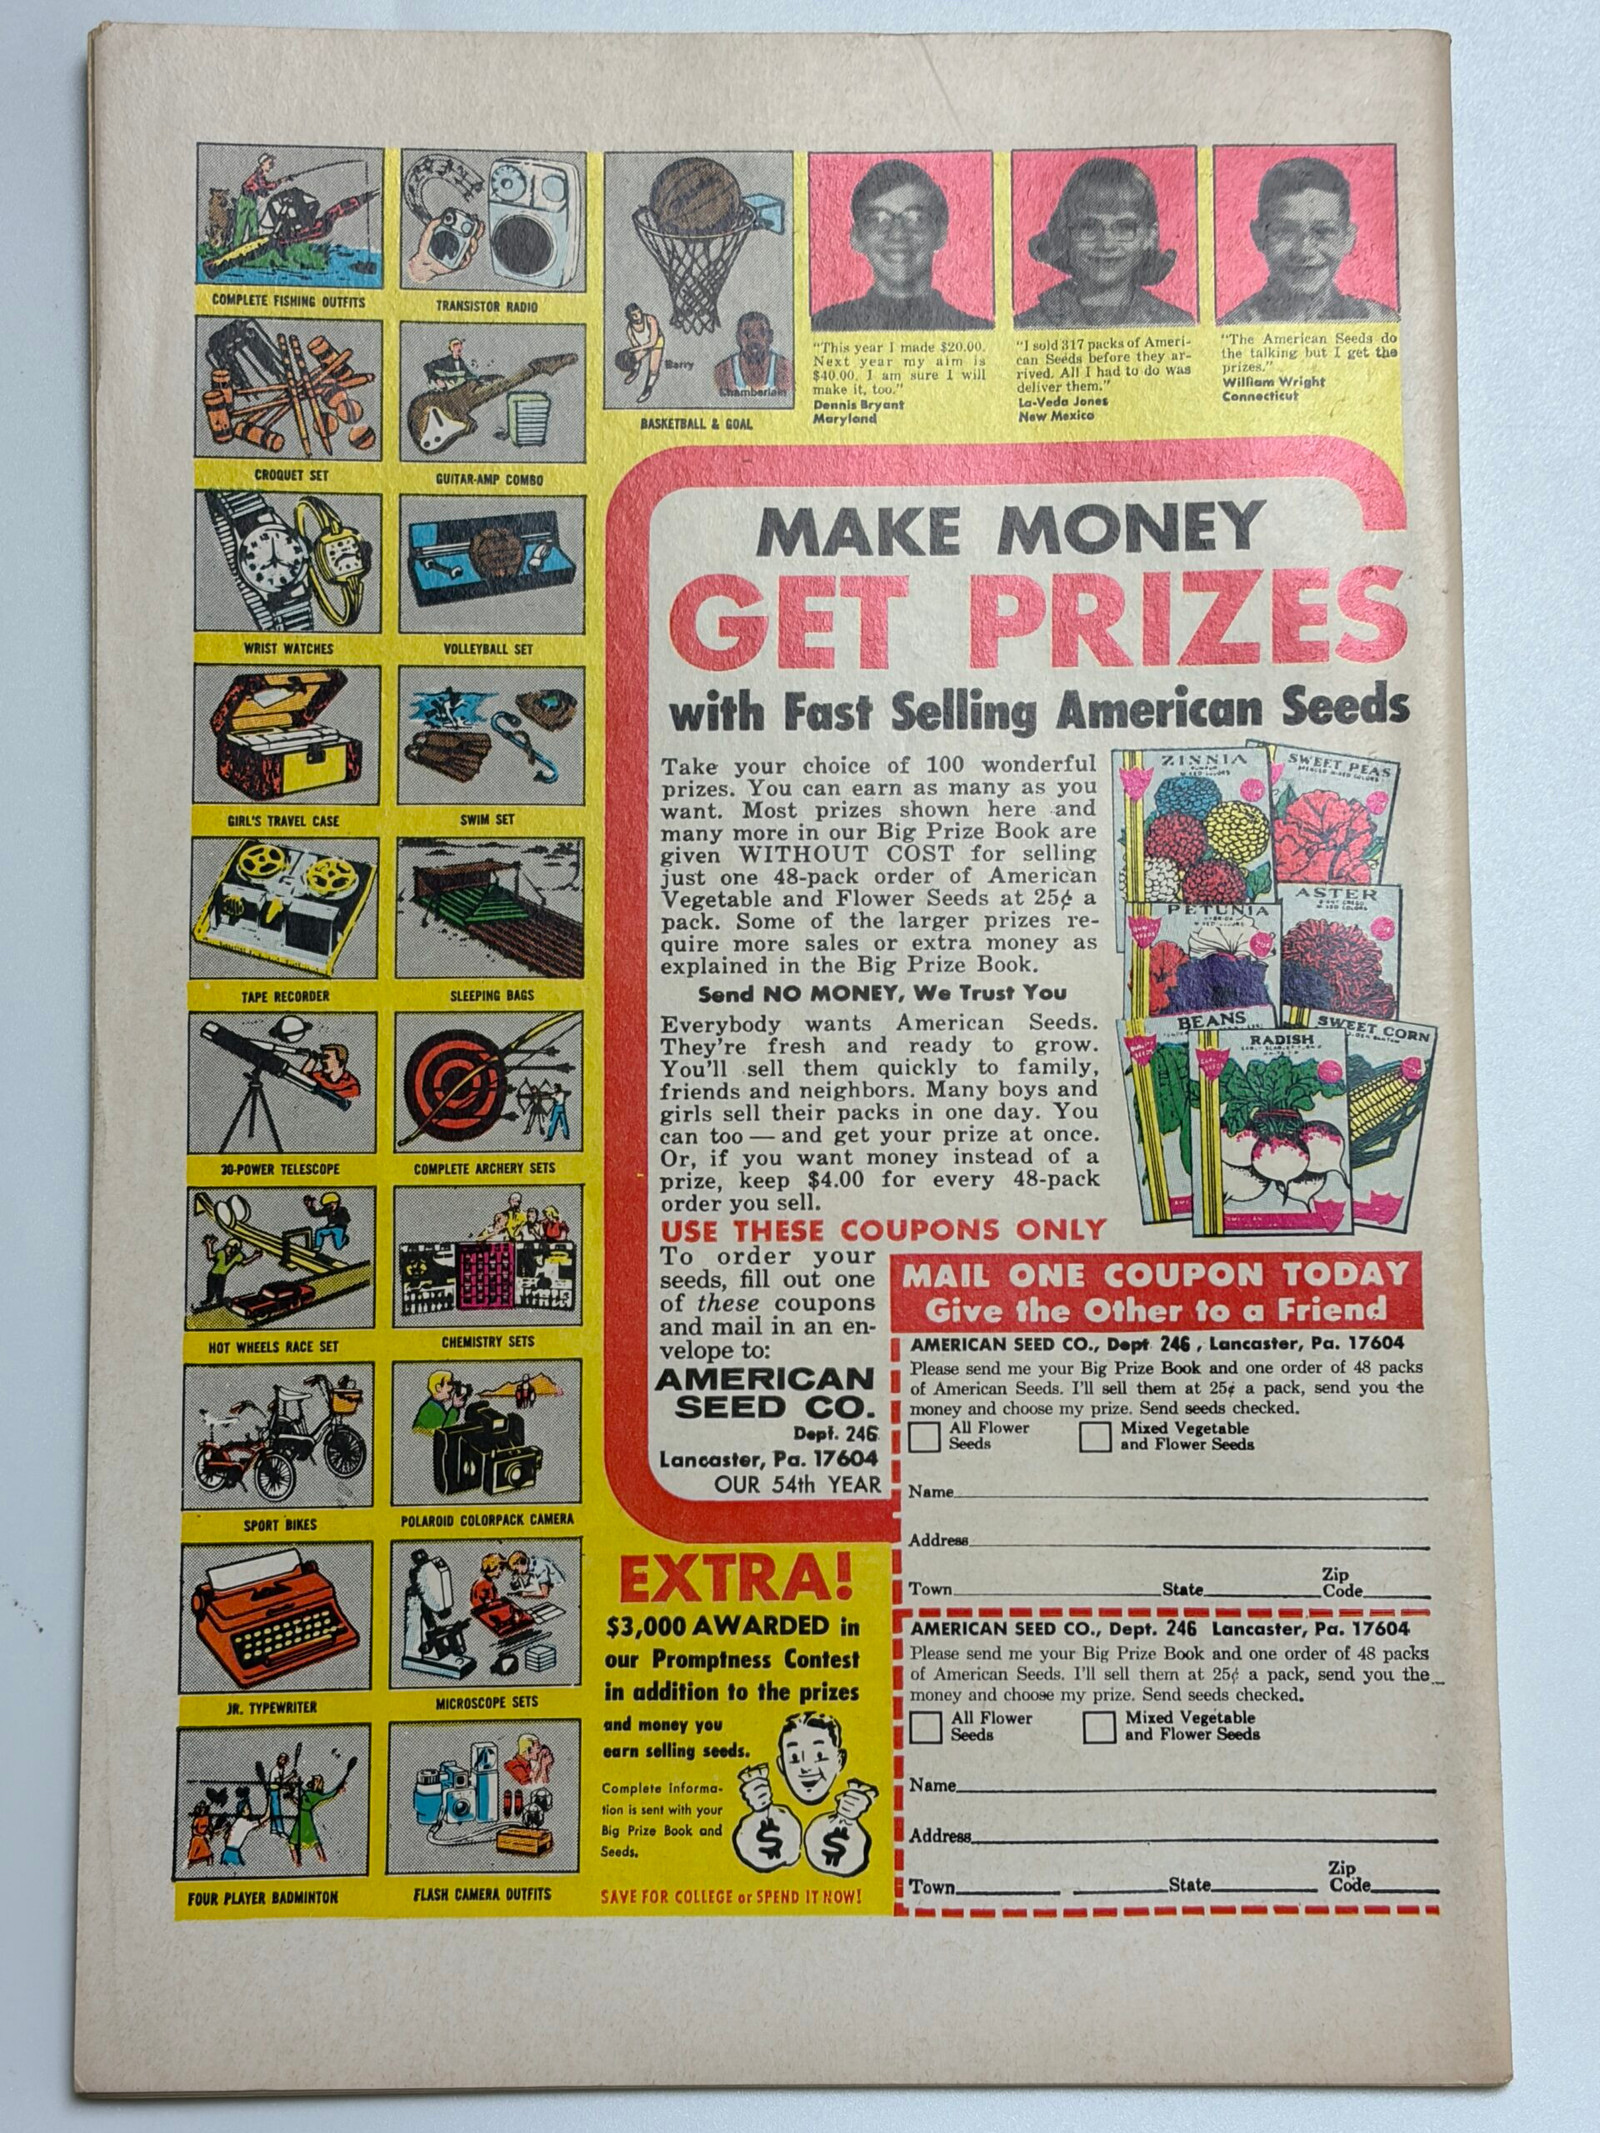 COMPLETE FISHING OUTFITS
TRANSISTOR RADIO
CROQUET SET
GUITAR-AMP COMBO
WRIST WATCHES
VOLLEYBALL SET
GIRL'S TRAVEL CASE
SWIM SET
TAPE RECORDER
SLEEPING BAGS
30-POWER TELESCOPE
COMPLETE ARCHERY SETS
HOT WHEELS RACE SET
CHEMISTRY SETS
SPORT BIKES
POLAROID COLORPACK CAMERA
JR. TYPEWRITER
MICROSCOPE SETS
FOUR PLAYER BADMINTON
FLASH CAMERA OUTFITS
Barry
Chamberlain
BASKETBALL & GOAL
"This year I made $20.00.
Next year my aim is
$40.00. I am sure I will
make it, too."
Dennis Bryant
Maryland
"I sold 317 packs of Ameri-
can Seeds before they ar-
rived. All I had to do was
deliver them."
La-Veda Jones
New Mexico
"The American Seeds do
the talking but I get the
prizes."
William Wright
Connecticut
MAKE MONEY
GET PRIZES
with Fast Selling American Seeds
Take your choice of 100 wonderful
prizes. You can earn as many as you
want. Most prizes shown here and
many more in our Big Prize Book are
given WITHOUT COST for selling
just one 48-pack order of American
Vegetable and Flower Seeds at 25¢ a
pack. Some of the larger prizes re-
quire more sales or extra money as
explained in the Big Prize Book.
Send NO MONEY, We Trust You
Everybody wants American Seeds.
They're fresh and ready to grow.
You'll sell them quickly to family,
friends and neighbors. Many boys and
girls sell their packs in one day. You
can too — and get your prize at once.
Or, if you want money instead of a
prize, keep $4.00 for every 48-pack
order you sell.
ZINNIA
SWEET PEAS
PETUNIA
ASTER
BEANS
RADISH
SWEET CORN
USE THESE COUPONS ONLY
To order your
seeds, fill out one
of these coupons
and mail in an en-
velope to:
AMERICAN
SEED CO.
Dept. 246
Lancaster, Pa. 17604
OUR 54th YEAR
MAIL ONE COUPON TODAY
Give the Other to a Friend
AMERICAN SEED CO., Dept 246, Lancaster, Pa. 17604
Please send me your Big Prize Book and one order of 48 packs
of American Seeds. I'll sell them at 25¢ a pack, send you the
money and choose my prize. Send seeds checked.
All Flower
Seeds
Mixed Vegetable
and Flower Seeds
Name
Address
Town State Zip
Code
AMERICAN SEED CO., Dept. 246 Lancaster, Pa. 17604
Please send me your Big Prize Book and one order of 48 packs
of American Seeds. I'll sell them at 25¢ a pack, send you the
money and choose my prize. Send seeds checked.
All Flower
Seeds
Mixed Vegetable
and Flower Seeds
Name
Address
Town State Zip
Code
EXTRA!
$3,000 AWARDED in
our Promptness Contest
in addition to the prizes
and money you
earn selling seeds.
Complete Informa-
tion is sent with your
Big Prize Book and
Seeds.
$ $
SAVE FOR COLLEGE or SPEND IT NOW!